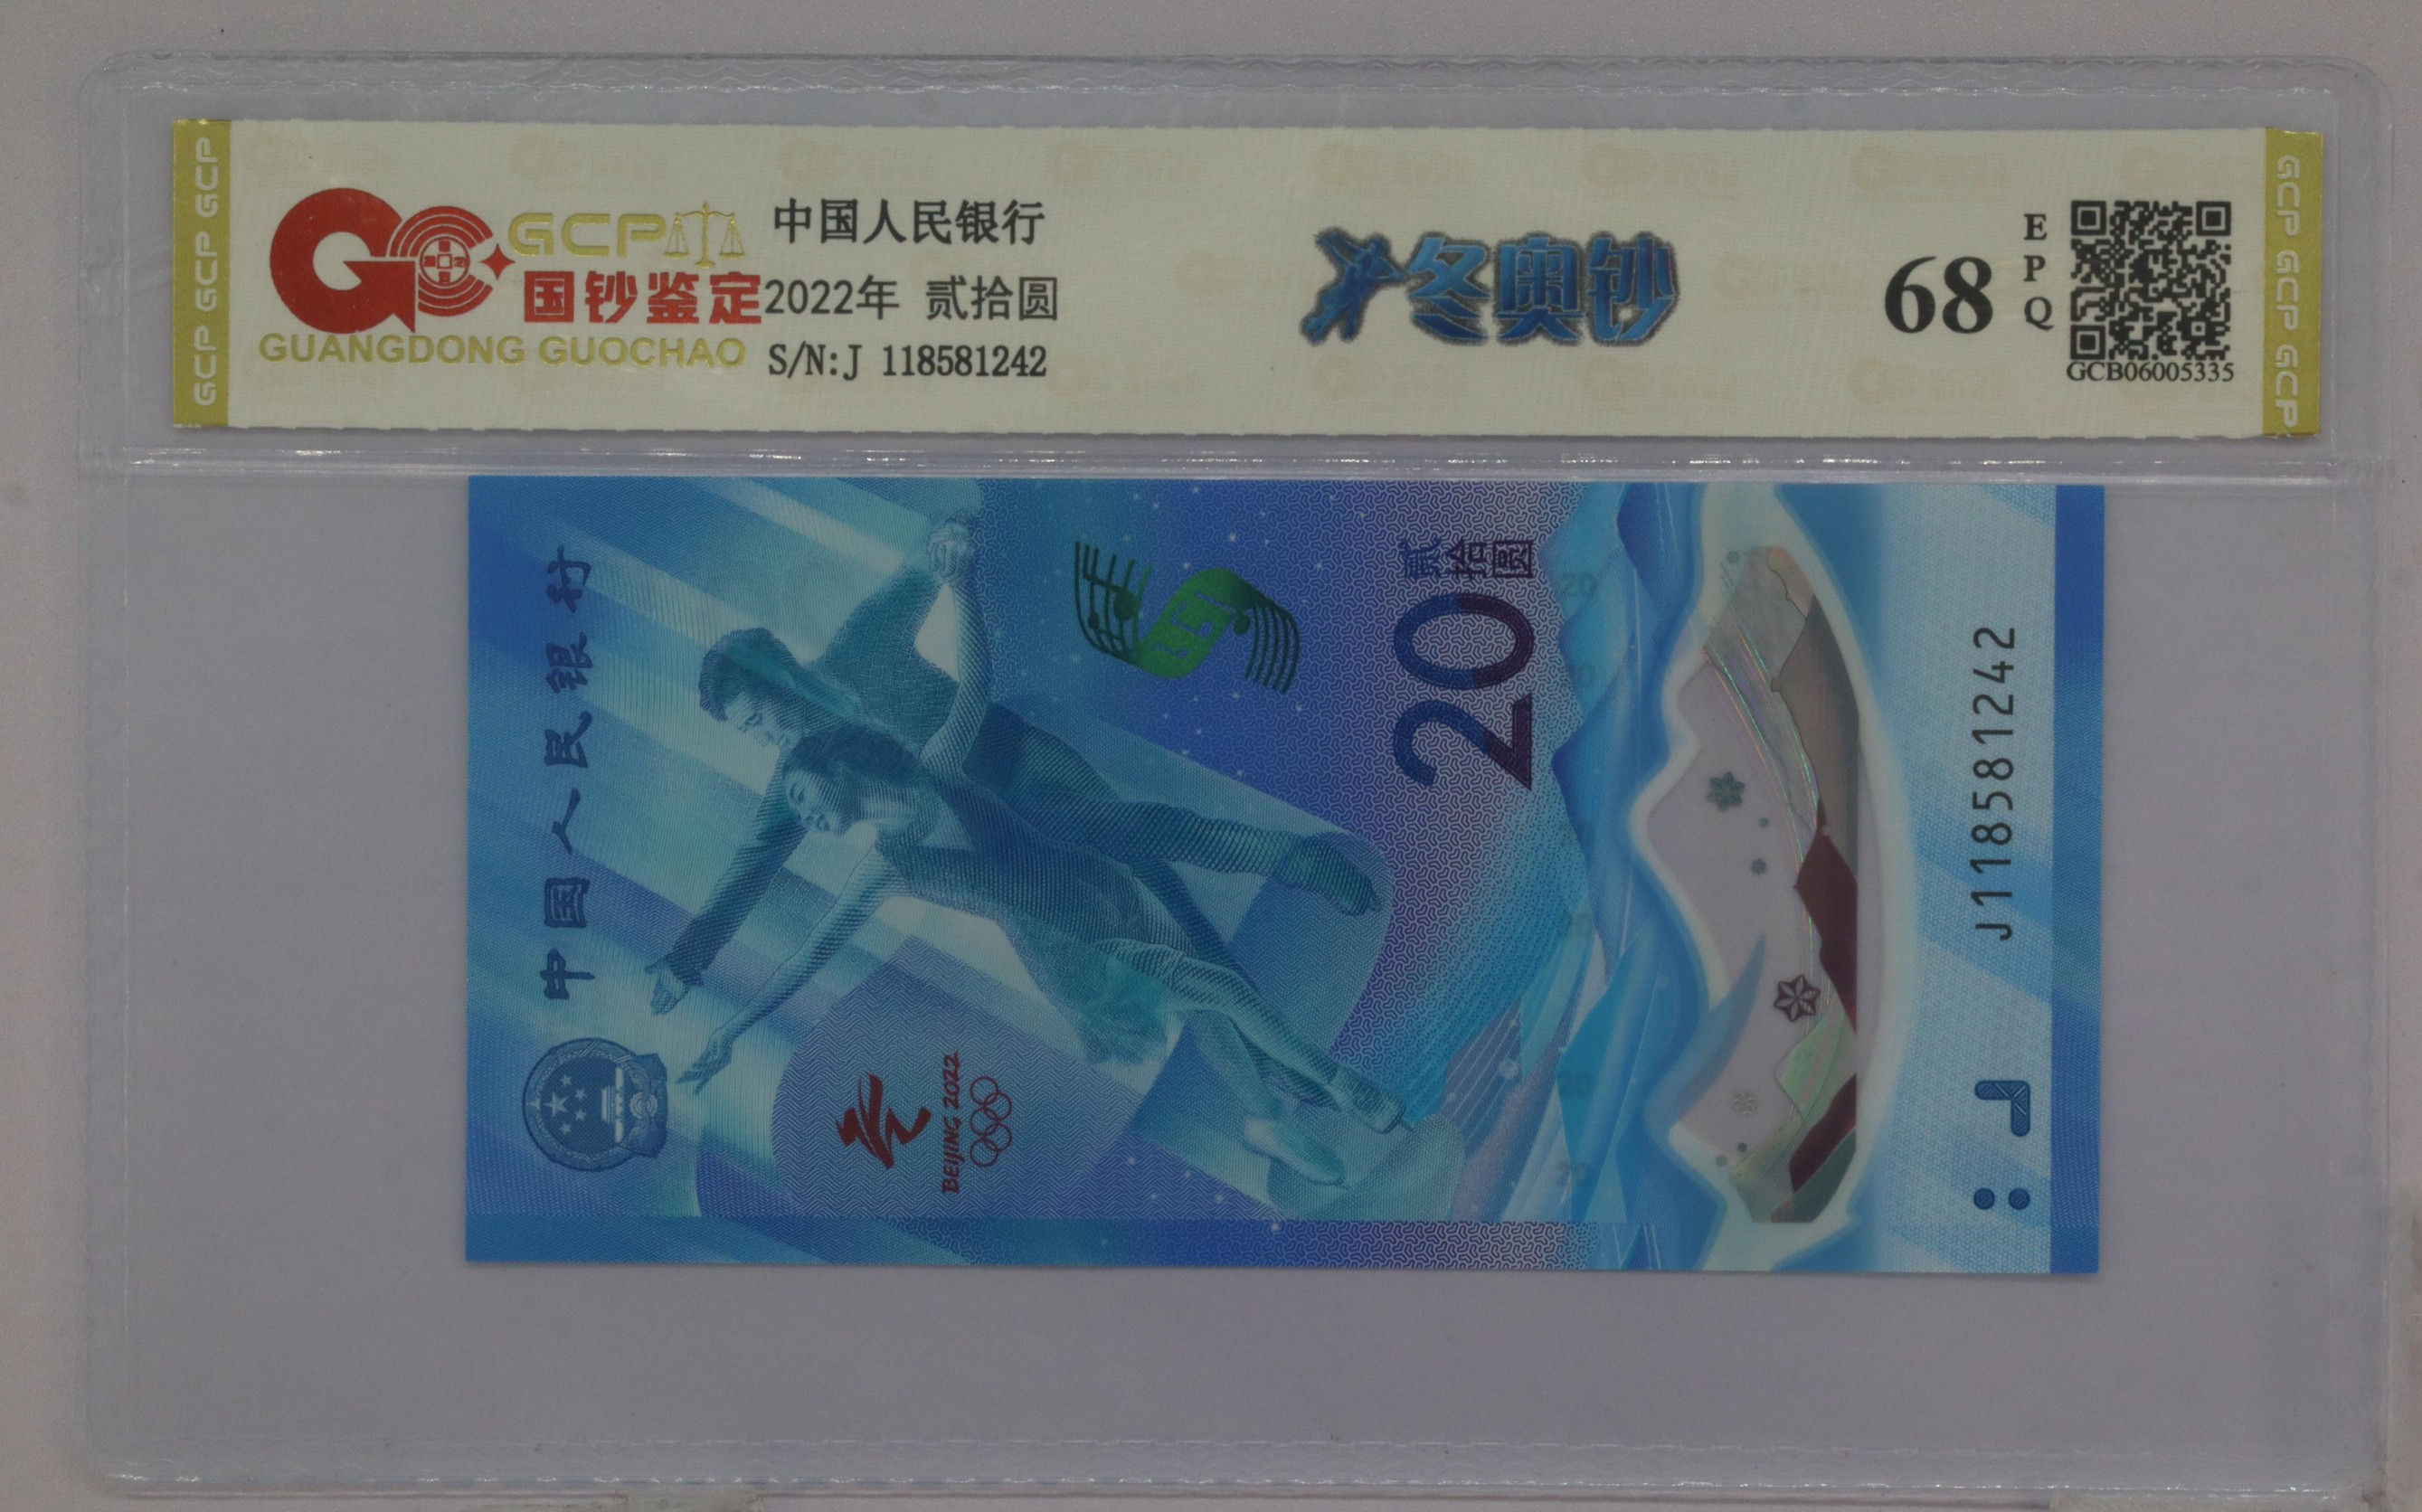 GCP GCP GCP
GCP
国钞鉴定
GUANGDONG GUOCHAO
中国人民银行
2022年 贰拾圆
S/N:J 118581242
冬奥钞
68
EPQ
GCB06005335
GCP GCP GCP
中国人民银行
BEIJING 2022
贰拾圆
20
J118581242